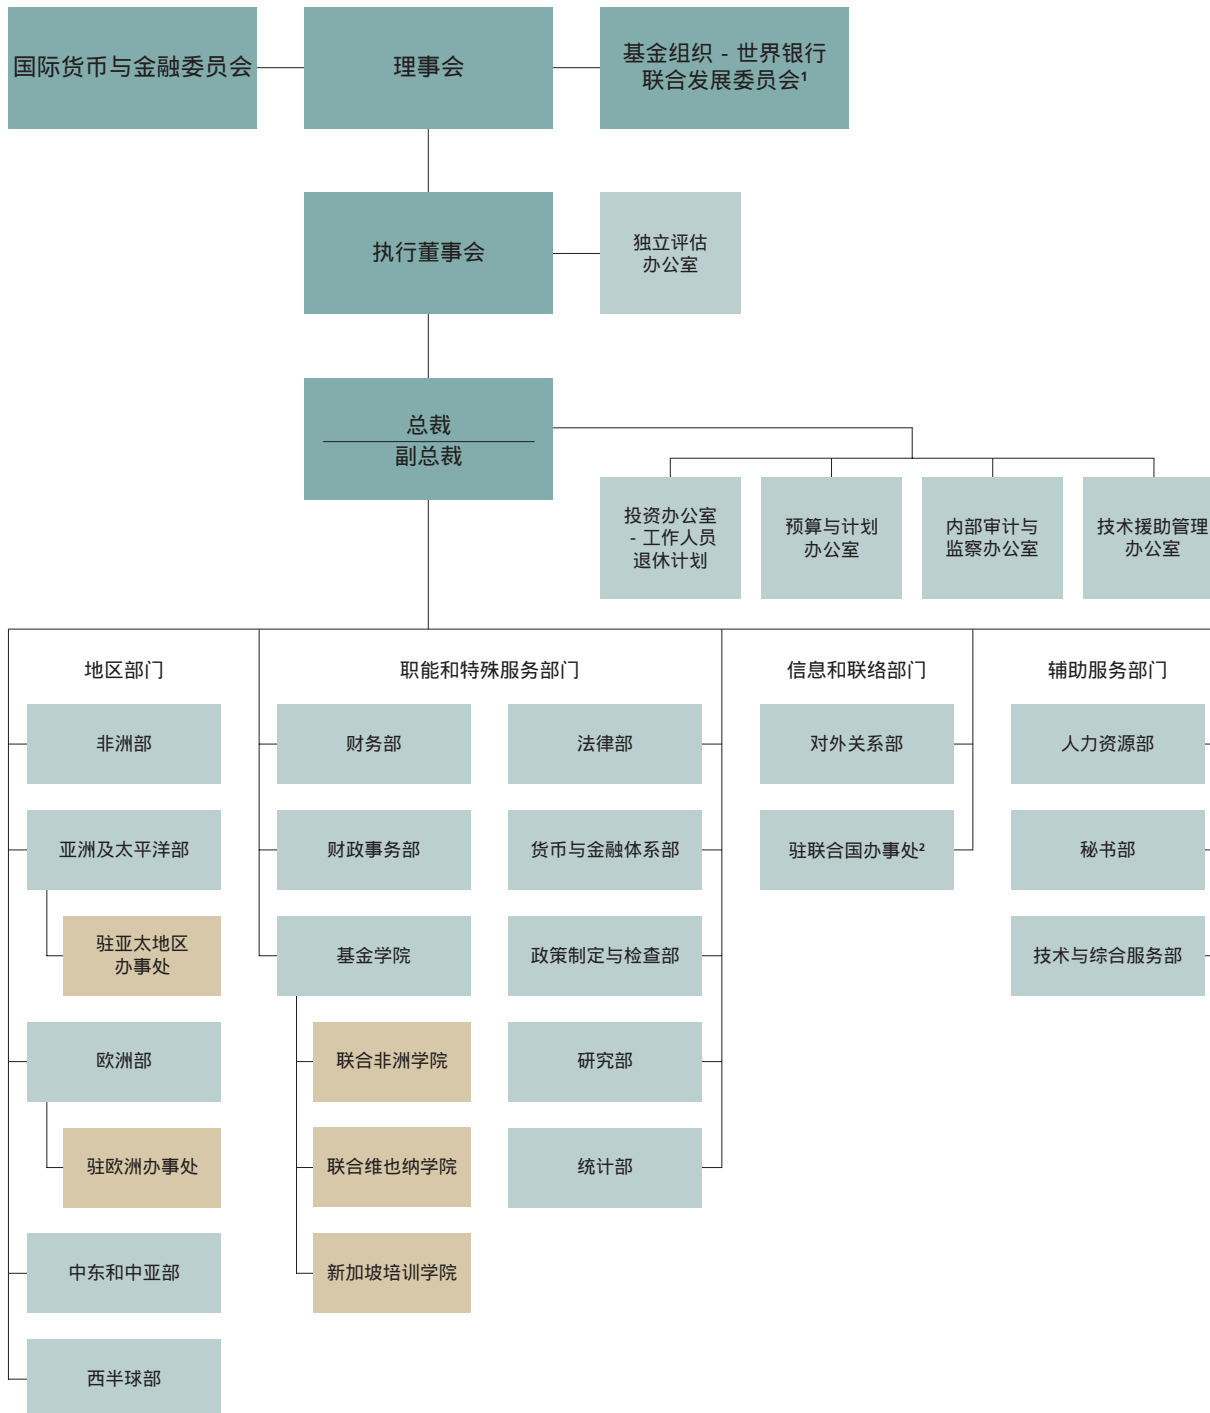 国际货币与金融委员会
理事会
基金组织 - 世界银行
联合发展委员会¹
执行董事会
独立评估
办公室
总裁
副总裁
投资办公室
- 工作人员
退休计划
预算与计划
办公室
内部审计与
监察办公室
技术援助管理
办公室
地区部门
职能和特殊服务部门
信息和联络部门
辅助服务部门
非洲部
财务部
法律部
对外关系部
人力资源部
亚洲及太平洋部
财政事务部
货币与金融体系部
驻联合国办事处²
秘书部
驻亚太地区
办事处
基金学院
政策制定与检查部
技术与综合服务部
欧洲部
联合非洲学院
研究部
驻欧洲办事处
联合维也纳学院
统计部
中东和中亚部
新加坡培训学院
西半球部